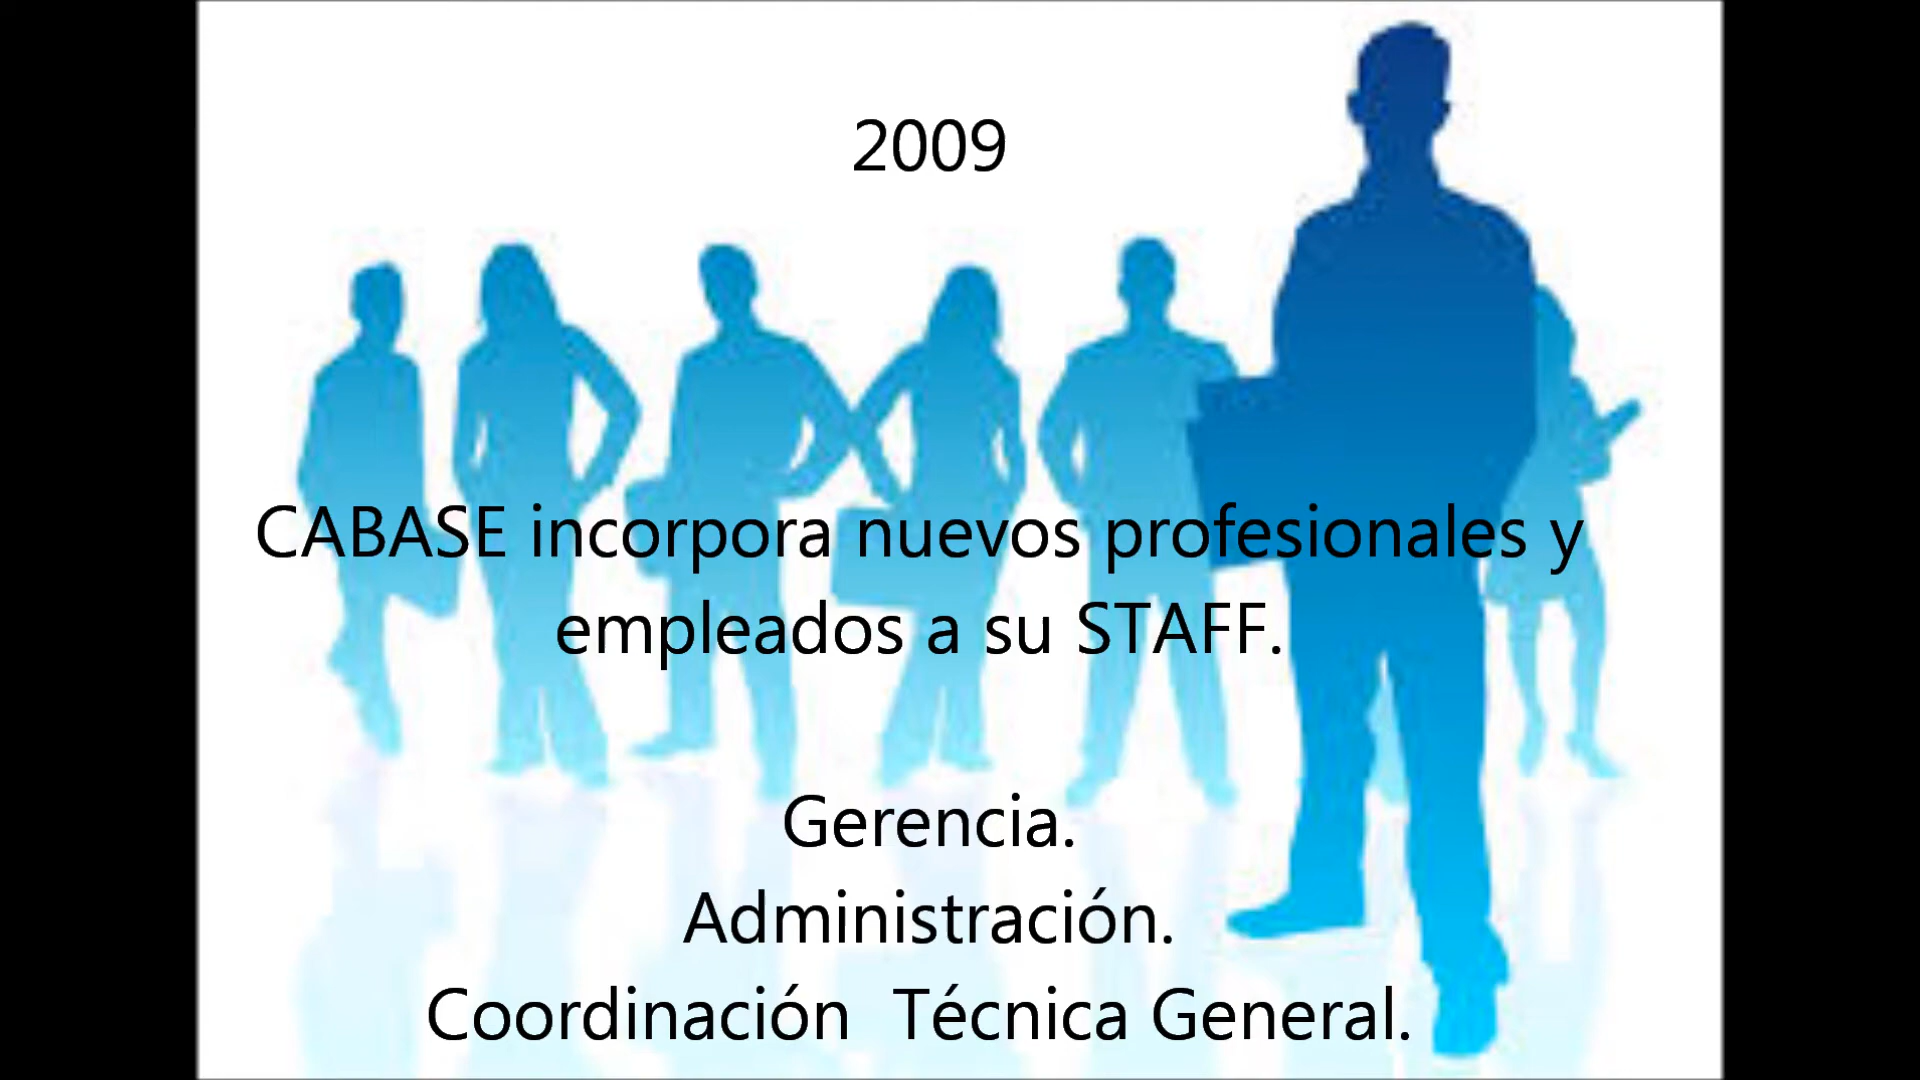 2009
CABASE incorpora nuevos profesionales y
empleados a su STAFF.
Gerencia.
Administración.
Coordinación  Técnica General.